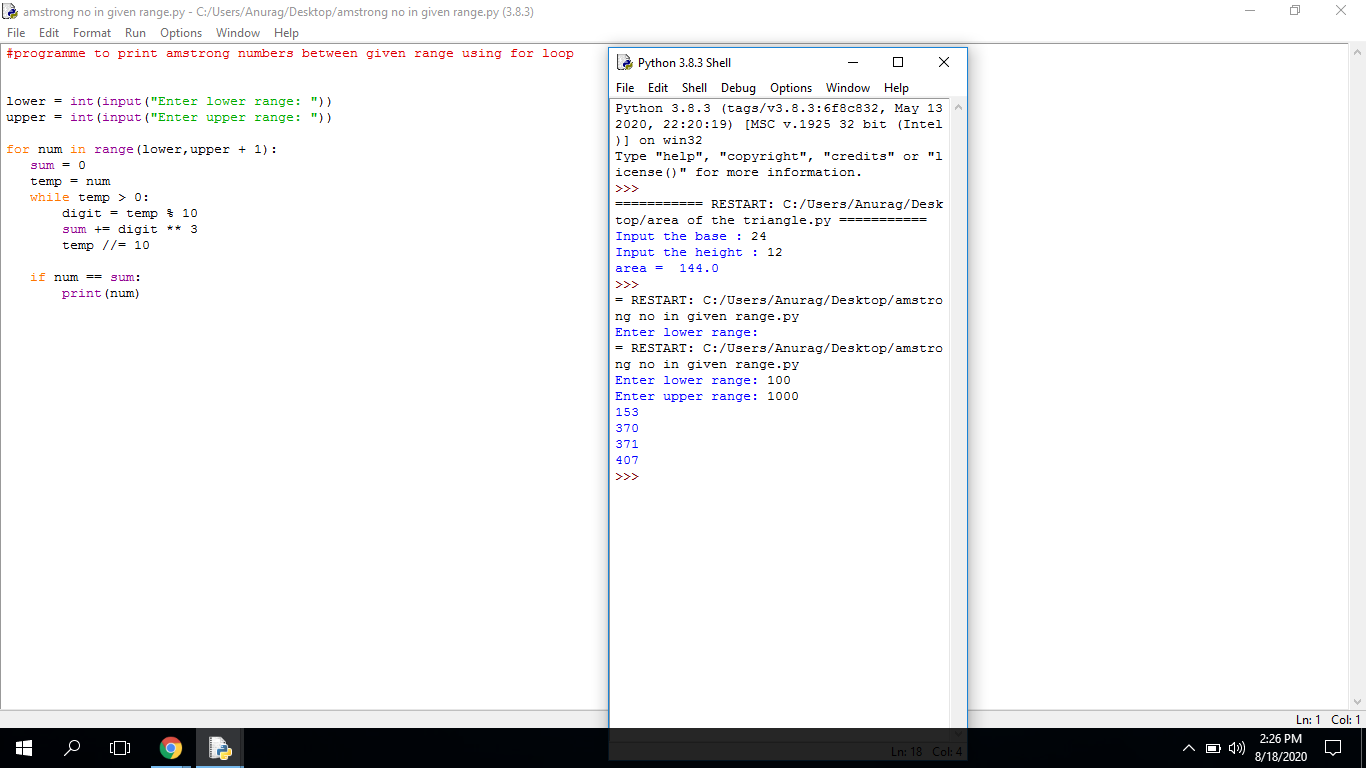 amstrong no in given range.py - C:/Users/Anurag/Desktop/amstrong no in given range.py (3.8.3)
File Edit Format Run Options Window Help
#programme to print amstrong numbers between given range using for loop
lower = int(input("Enter lower range: "))
upper = int(input("Enter upper range: "))
for num in range(lower,upper + 1):
sum = 0
temp = num
while temp > 0:
digit = temp % 10
sum += digit ** 3
temp //= 10
if num == sum:
print(num)
Python 3.8.3 Shell
File Edit Shell Debug Options Window Help
Python 3.8.3 (tags/v3.8.3:6f8c832, May 13
2020, 22:20:19) [MSC v.1925 32 bit (Intel
)] on win32
Type "help", "copyright", "credits" or "l
icense()" for more information.
>>>
=========== RESTART: C:/Users/Anurag/Desk
top/area of the triangle.py ===========
Input the base : 24
Input the height : 12
area =  144.0
>>>
= RESTART: C:/Users/Anurag/Desktop/amstro
ng no in given range.py
Enter lower range:
= RESTART: C:/Users/Anurag/Desktop/amstro
ng no in given range.py
Enter lower range: 100
Enter upper range: 1000
153
370
371
407
>>>
Ln: 18 Col: 4
Ln: 1 Col: 1
2:26 PM
8/18/2020